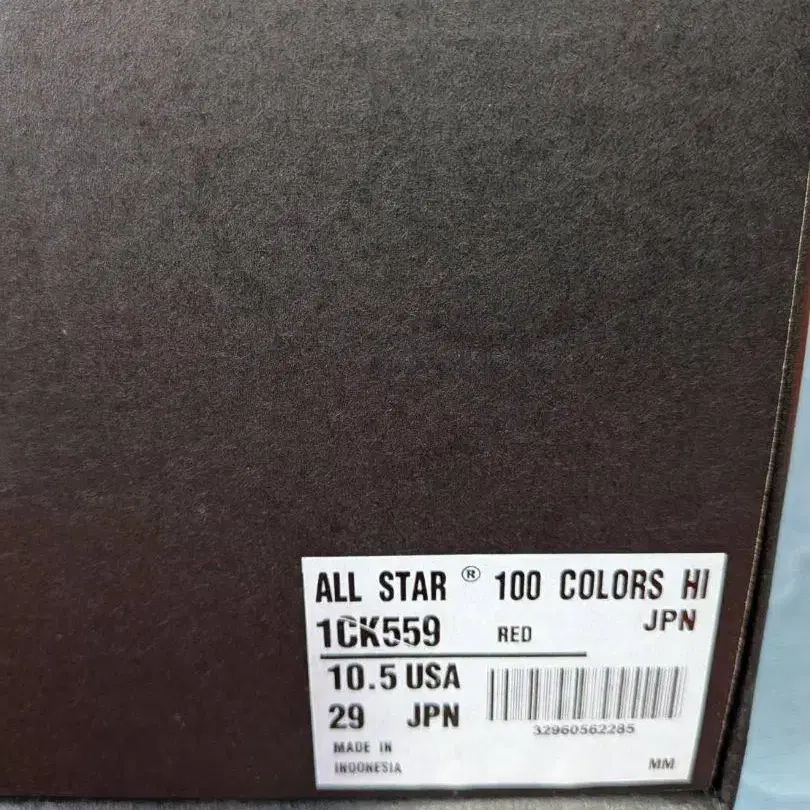 ALL STAR ® 100 COLORS HI
JPN
1CK559 RED
10.5 USA
29 JPN
32960562285
MADE IN
INDONESIA
MM